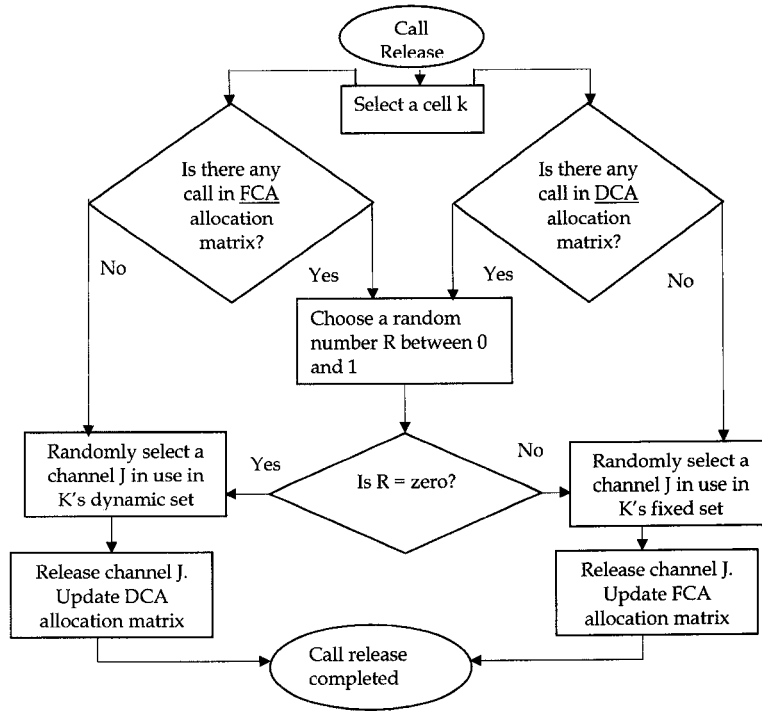 Call
Release
Select a cell k
Is there any
call in FCA
allocation
matrix?
Is there any
call in DCA
allocation
matrix?
No
Yes
Yes
No
Choose a random
number R between 0
and 1
Randomly select a
channel J in use in
K's dynamic set
Yes
Is R = zero?
No
Randomly select a
channel J in use in
K's fixed set
Release channel J.
Update DCA
allocation matrix
Release channel J.
Update FCA
allocation matrix
Call release
completed